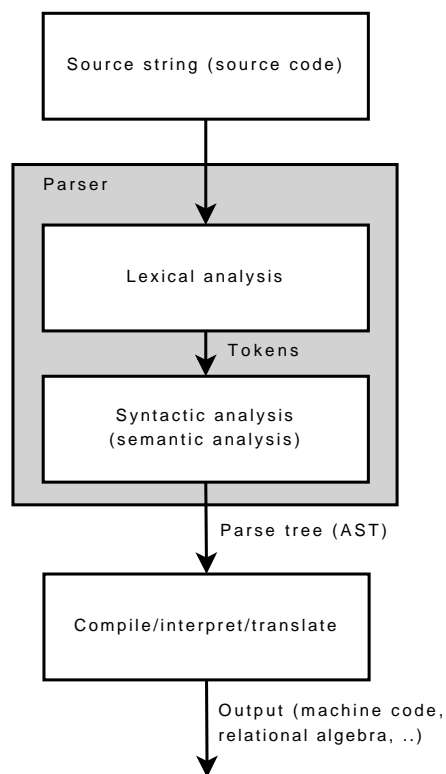 Source string (source code)
Parser
Lexical analysis
Tokens
Syntactic analysis
(semantic analysis)
Parse tree (AST)
Compile/interpret/translate
Output (machine code,
relational algebra, ..)